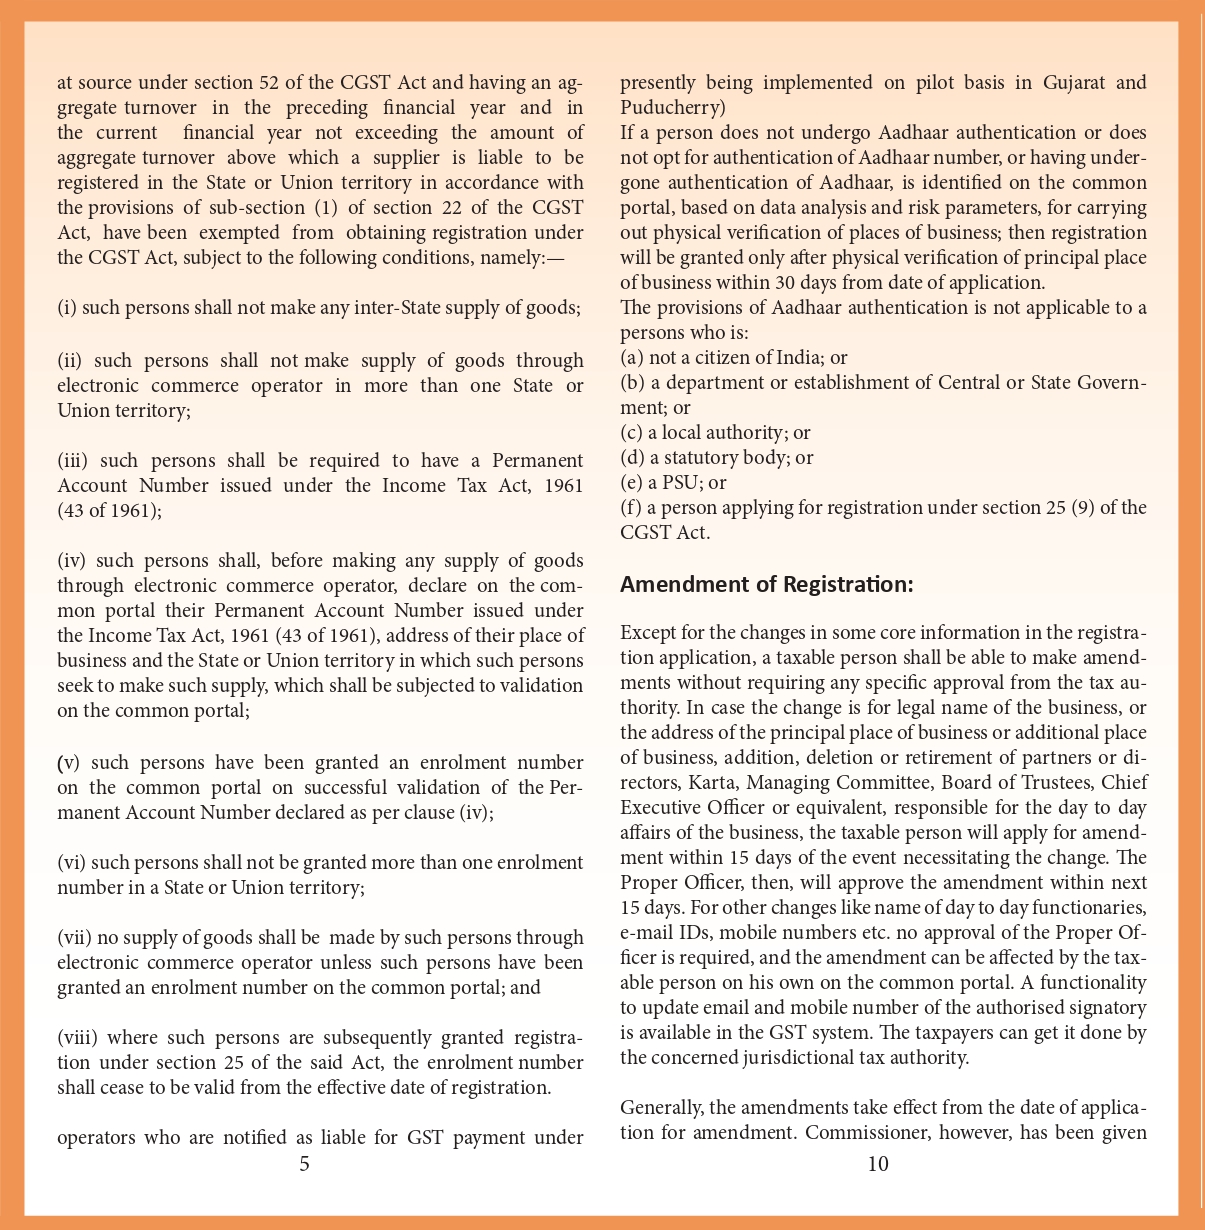 at source under section 52 of the CGST Act and having an ag-
gregate turnover in the preceding financial year and in
the current financial year not exceeding the amount of
aggregate turnover above which a supplier is liable to be
registered in the State or Union territory in accordance with
the provisions of sub-section (1) of section 22 of the CGST
Act, have been exempted from obtaining registration under
the CGST Act, subject to the following conditions, namely:—
(i) such persons shall not make any inter-State supply of goods;
(ii) such persons shall not make supply of goods through
electronic commerce operator in more than one State or
Union territory;
(iii) such persons shall be required to have a Permanent
Account Number issued under the Income Tax Act, 1961
(43 of 1961);
(iv) such persons shall, before making any supply of goods
through electronic commerce operator, declare on the com-
mon portal their Permanent Account Number issued under
the Income Tax Act, 1961 (43 of 1961), address of their place of
business and the State or Union territory in which such persons
seek to make such supply, which shall be subjected to validation
on the common portal;
(v) such persons have been granted an enrolment number
on the common portal on successful validation of the Per-
manent Account Number declared as per clause (iv);
(vi) such persons shall not be granted more than one enrolment
number in a State or Union territory;
(vii) no supply of goods shall be made by such persons through
electronic commerce operator unless such persons have been
granted an enrolment number on the common portal; and
(viii) where such persons are subsequently granted registra-
tion under section 25 of the said Act, the enrolment number
shall cease to be valid from the effective date of registration.
operators who are notified as liable for GST payment under
5
presently being implemented on pilot basis in Gujarat and
Puducherry)
If a person does not undergo Aadhaar authentication or does
not opt for authentication of Aadhaar number, or having under-
gone authentication of Aadhaar, is identified on the common
portal, based on data analysis and risk parameters, for carrying
out physical verification of places of business; then registration
will be granted only after physical verification of principal place
of business within 30 days from date of application.
The provisions of Aadhaar authentication is not applicable to a
persons who is:
(a) not a citizen of India; or
(b) a department or establishment of Central or State Govern-
ment; or
(c) a local authority; or
(d) a statutory body; or
(e) a PSU; or
(f) a person applying for registration under section 25 (9) of the
CGST Act.
Amendment of Registration:
Except for the changes in some core information in the registra-
tion application, a taxable person shall be able to make amend-
ments without requiring any specific approval from the tax au-
thority. In case the change is for legal name of the business, or
the address of the principal place of business or additional place
of business, addition, deletion or retirement of partners or di-
rectors, Karta, Managing Committee, Board of Trustees, Chief
Executive Officer or equivalent, responsible for the day to day
affairs of the business, the taxable person will apply for amend-
ment within 15 days of the event necessitating the change. The
Proper Officer, then, will approve the amendment within next
15 days. For other changes like name of day to day functionaries,
e-mail IDs, mobile numbers etc. no approval of the Proper Of-
ficer is required, and the amendment can be affected by the tax-
able person on his own on the common portal. A functionality
to update email and mobile number of the authorised signatory
is available in the GST system. The taxpayers can get it done by
the concerned jurisdictional tax authority.
Generally, the amendments take effect from the date of applica-
tion for amendment. Commissioner, however, has been given
10